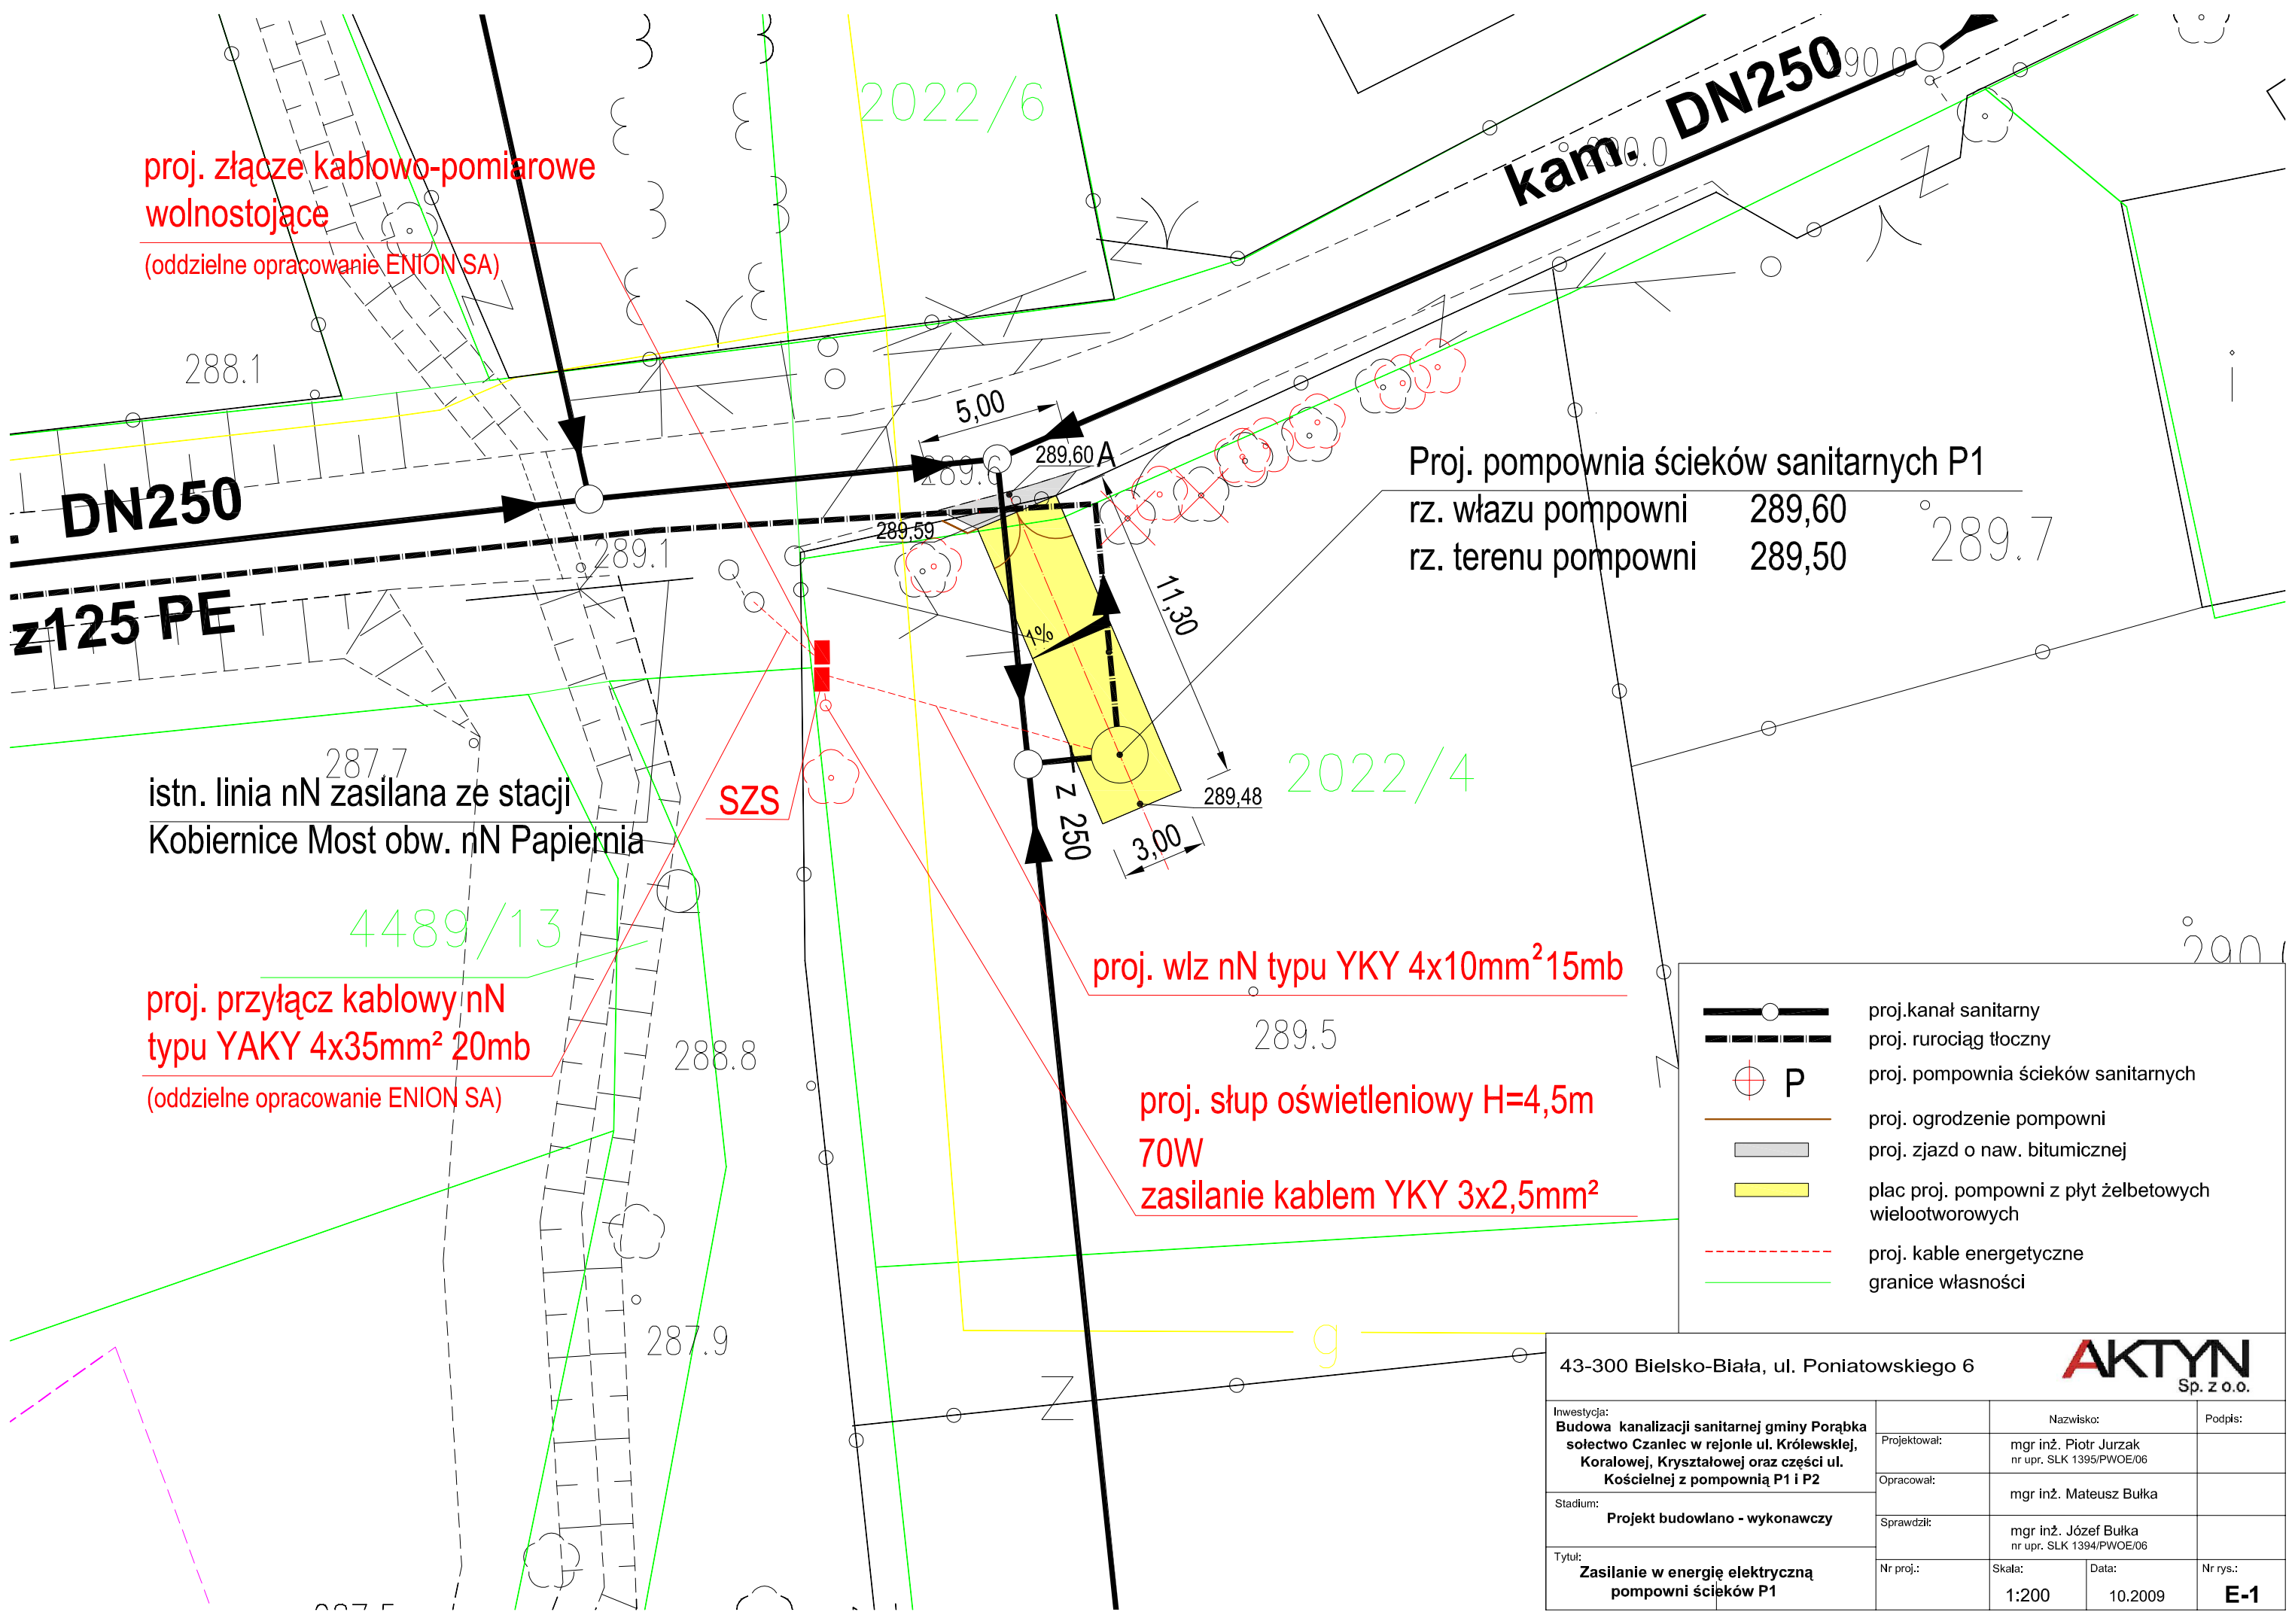 2022/6
kam. DN250
290.0
290.0
proj. złącze kablowo-pomiarowe
wolnostojące
(oddzielne opracowanie ENION SA)
288.1
5,00
289,60 A
289.6
. DN250
289,59
289.1
z125 PE
Proj. pompownia ścieków sanitarnych P1
rz. włazu pompowni 289,60
rz. terenu pompowni 289,50
289.7
11,30
1%
287.7
istn. linia nN zasilana ze stacji
Kobiernice Most obw. nN Papiernia
SZS
2022/4
289,48
z 250
3,00
4489/13
proj. przyłącz kablowy nN
typu YAKY 4x35mm² 20mb
(oddzielne opracowanie ENION SA)
288.8
proj. wlz nN typu YKY 4x10mm²15mb
289.5
proj. słup oświetleniowy H=4,5m
70W
zasilanie kablem YKY 3x2,5mm²
287.9
g
Z
proj.kanał sanitarny
proj. rurociąg tłoczny
P proj. pompownia ścieków sanitarnych
proj. ogrodzenie pompowni
proj. zjazd o naw. bitumicznej
plac proj. pompowni z płyt żelbetowych
wielootworowych
proj. kable energetyczne
granice własności
43-300 Bielsko-Biała, ul. Poniatowskiego 6
AKTYN
Sp. z o.o.
Inwestycja:
Budowa kanalizacji sanitarnej gminy Porąbka
sołectwo Czaniec w rejonie ul. Królewskiej,
Koralowej, Kryształowej oraz części ul.
Kościelnej z pompownią P1 i P2
Stadium:
Projekt budowlano - wykonawczy
Tytuł:
Zasilanie w energię elektryczną
pompowni ścieków P1
Nazwisko: Podpis:
Projektował: mgr inż. Piotr Jurzak
nr upr. SLK 1395/PWOE/06
Opracował: mgr inż. Mateusz Bułka
Sprawdził: mgr inż. Józef Bułka
nr upr. SLK 1394/PWOE/06
Nr proj.: Skala: Data: Nr rys.:
1:200 10.2009 E-1